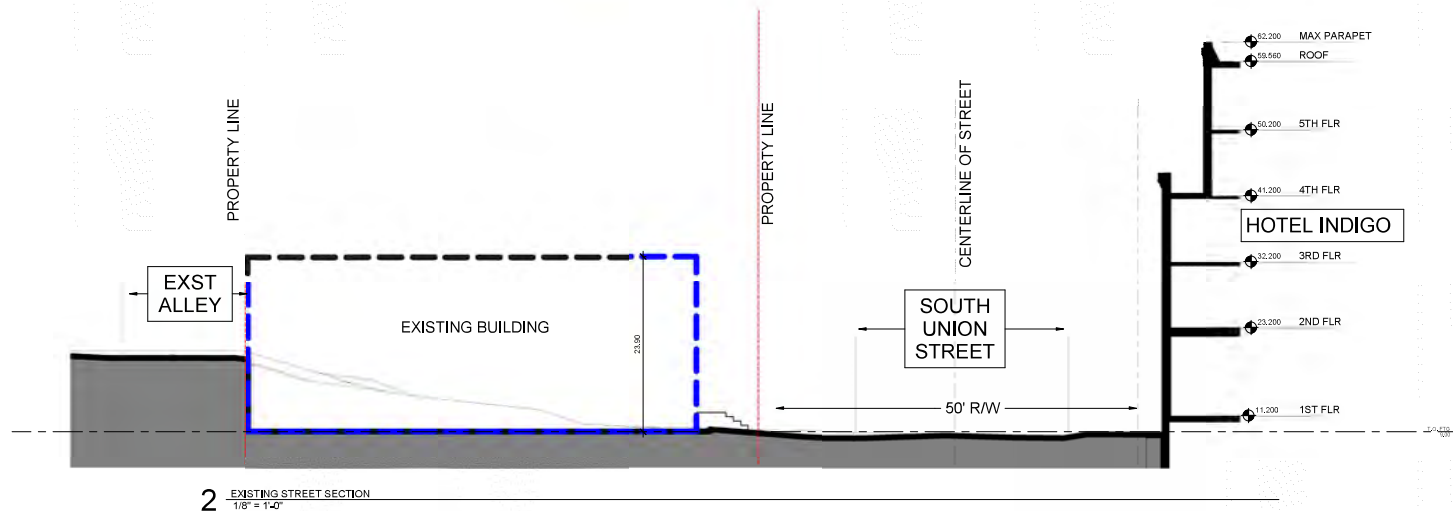 62.200 MAX PARAPET
59.560 ROOF
50.200 5TH FLR
41.200 4TH FLR
HOTEL INDIGO
32.200 3RD FLR
23.200 2ND FLR
11.200 1ST FLR
PROPERTY LINE
PROPERTY LINE
CENTERLINE OF STREET
EXST
ALLEY
EXISTING BUILDING
23.90
SOUTH
UNION
STREET
50' R/W
2 EXISTING STREET SECTION
1/8" = 1'-0"